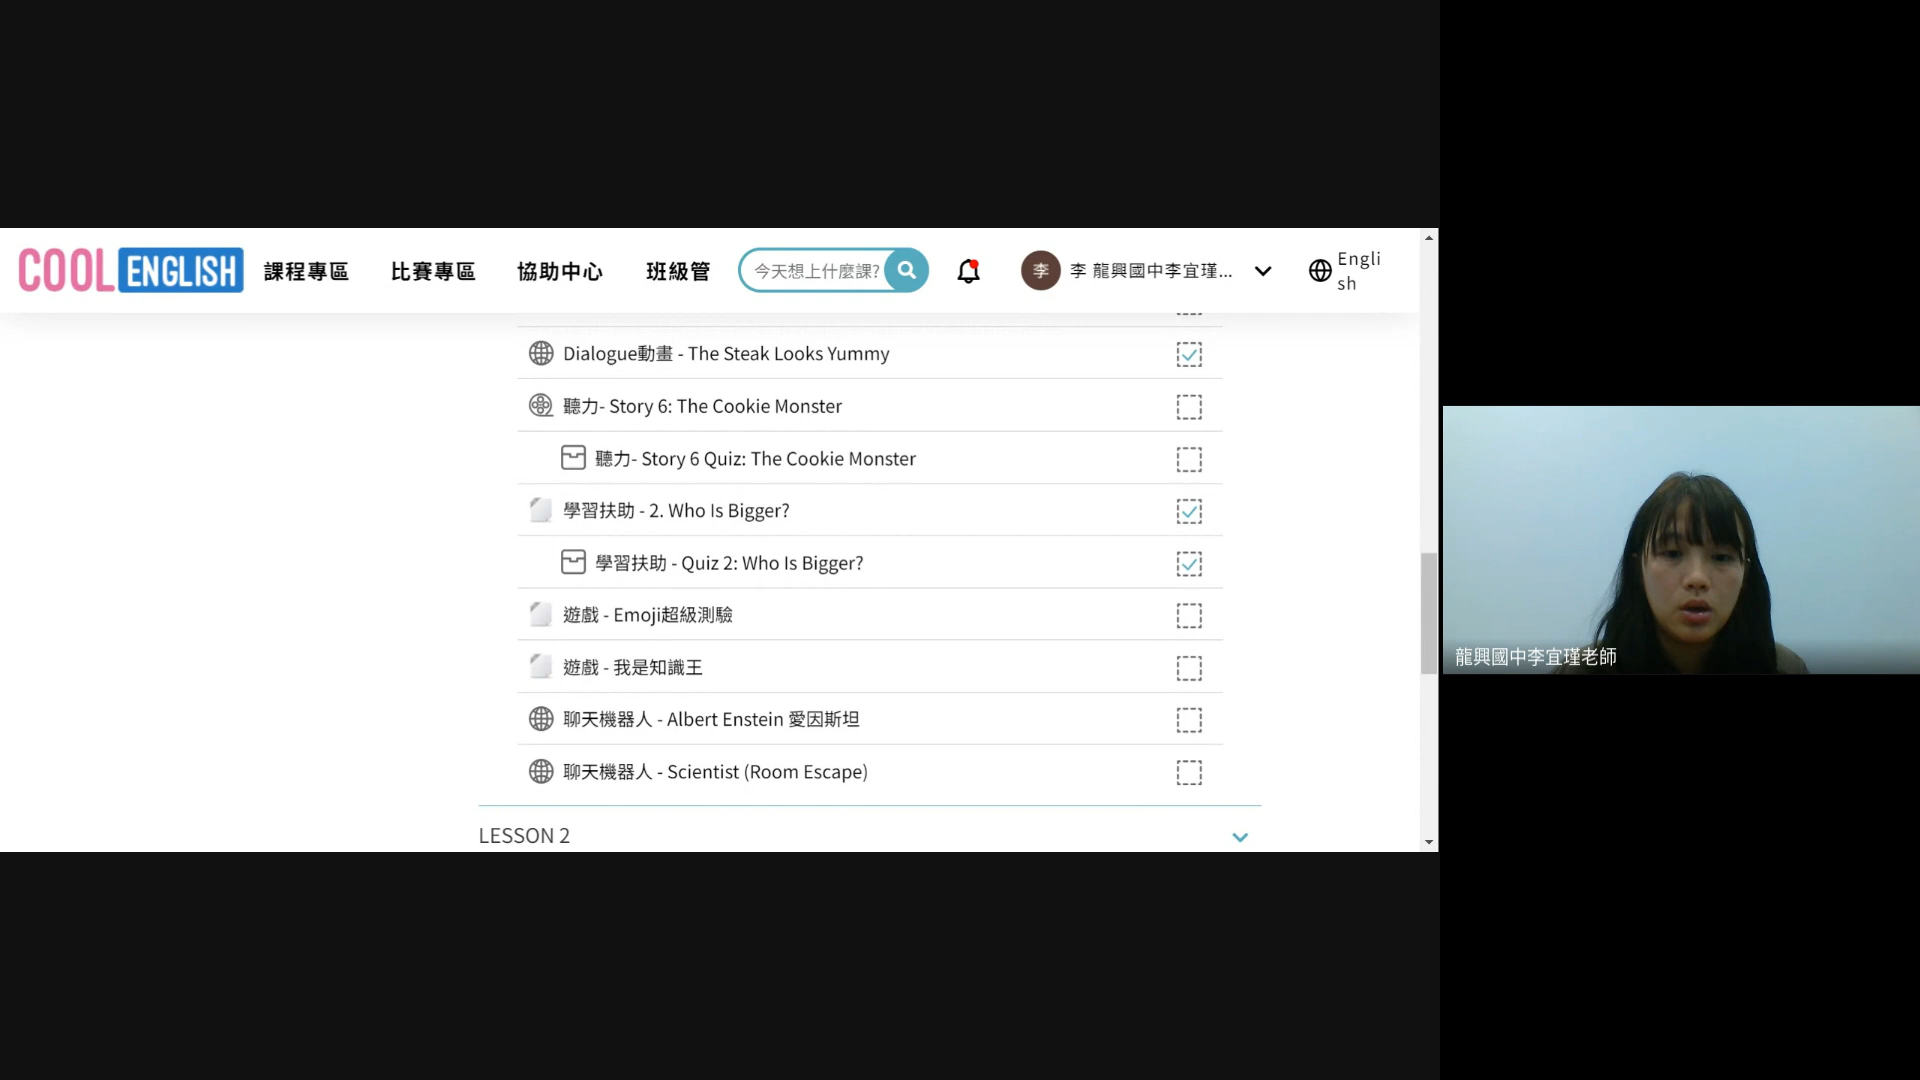 COOL ENGLISH
課程專區
比賽專區
協助中心
班級管
今天想上什麼課?
李
李 龍興國中李宜瑾...
Engli
sh
Dialogue動畫 - The Steak Looks Yummy
聽力- Story 6: The Cookie Monster
聽力- Story 6 Quiz: The Cookie Monster
學習扶助 - 2. Who Is Bigger?
學習扶助 - Quiz 2: Who Is Bigger?
遊戲 - Emoji超級測驗
遊戲 - 我是知識王
聊天機器人 - Albert Enstein 愛因斯坦
聊天機器人 - Scientist (Room Escape)
LESSON 2
龍興國中李宜瑾老師